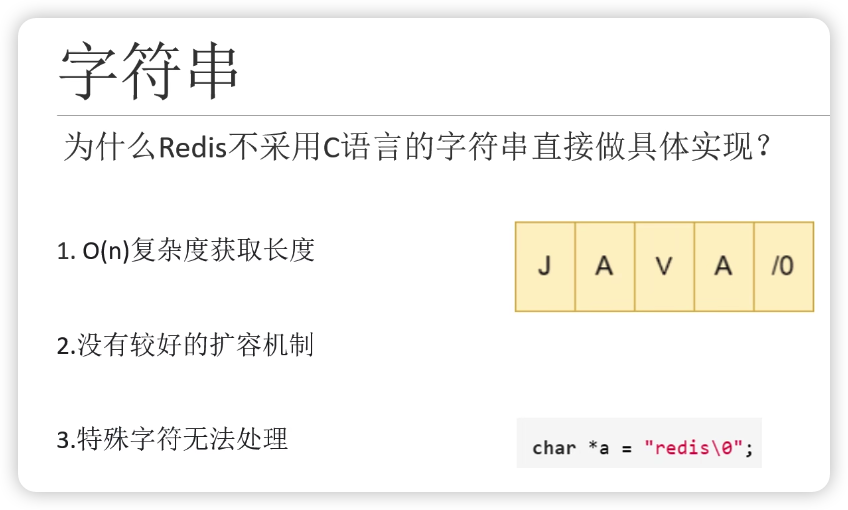 字符串
为什么Redis不采用C语言的字符串直接做具体实现？
1. O(n)复杂度获取长度
J A V A /0
2.没有较好的扩容机制
3.特殊字符无法处理
char *a = "redis\0";